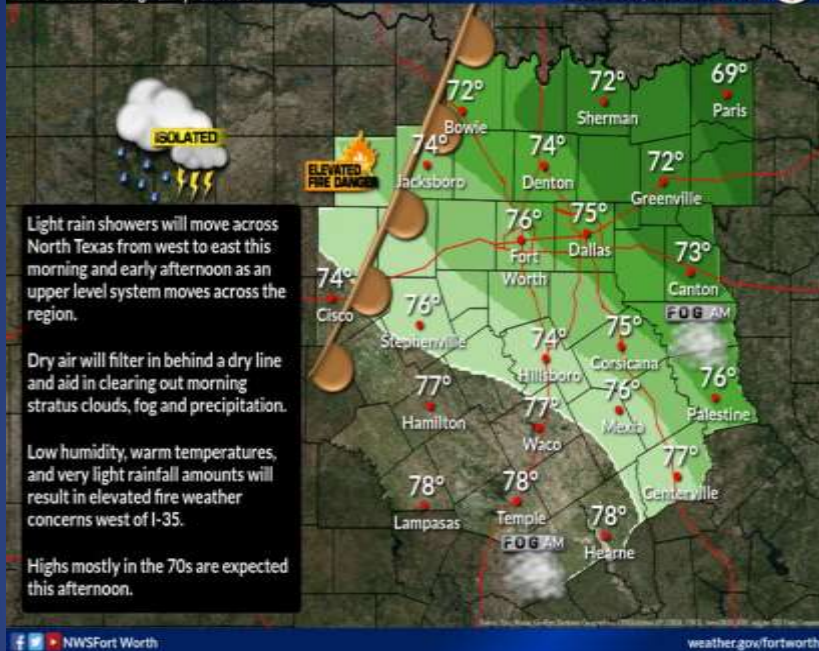 ISOLATED
ELEVATED
FIRE DANGER
Light rain showers will move across
North Texas from west to east this
morning and early afternoon as an
upper level system moves across the
region.
Dry air will filter in behind a dry line
and aid in clearing out morning
stratus clouds, fog and precipitation.
Low humidity, warm temperatures,
and very light rainfall amounts will
result in elevated fire weather
concerns west of I-35.
Highs mostly in the 70s are expected
this afternoon.
72°
Bowie
72°
Sherman
69°
Paris
74°
Jacksboro
74°
Denton
72°
Greenville
76°
Fort
Worth
75°
Dallas
73°
Canton
FOG AM
74°
Cisco
76°
Stephenville
74°
Hillsboro
75°
Corsicana
76°
Palestine
77°
Hamilton
77°
Waco
76°
Mexia
77°
Centerville
78°
Lampasas
78°
Temple
78°
Hearne
FOG AM
NWSFort Worth
weather.gov/fortworth